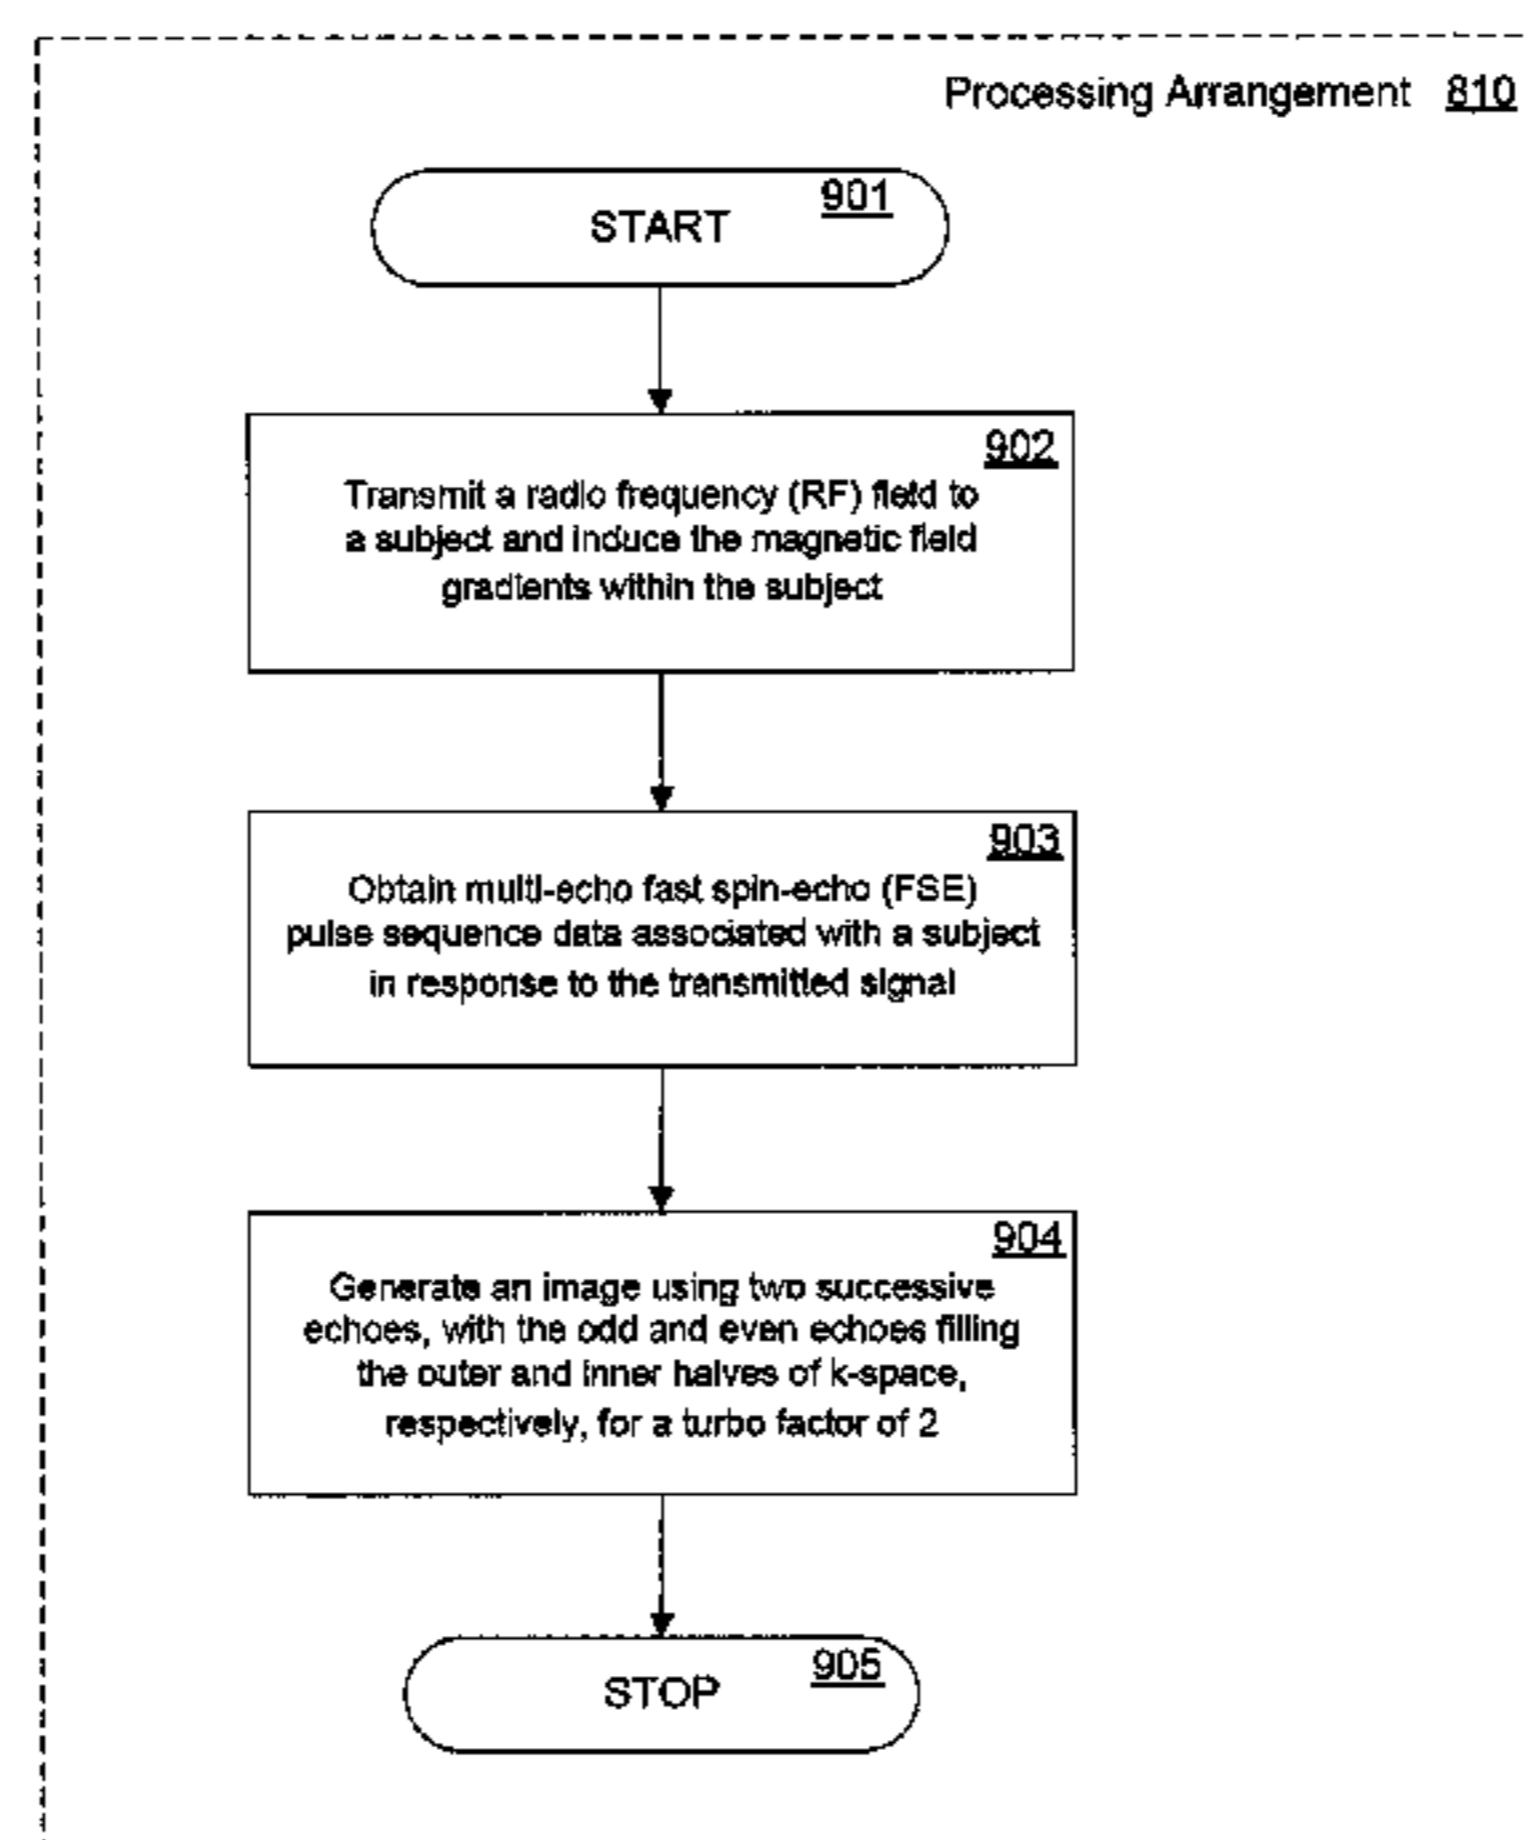 Processing Arrangement 810
901
START
902
Transmit a radio frequency (RF) field to
a subject and induce the magnetic field
gradients within the subject
903
Obtain multi-echo fast spin-echo (FSE)
pulse sequence data associated with a subject
in response to the transmitted signal
904
Generate an image using two successive
echoes, with the odd and even echoes filling
the outer and inner halves of k-space,
respectively, for a turbo factor of 2
905
STOP